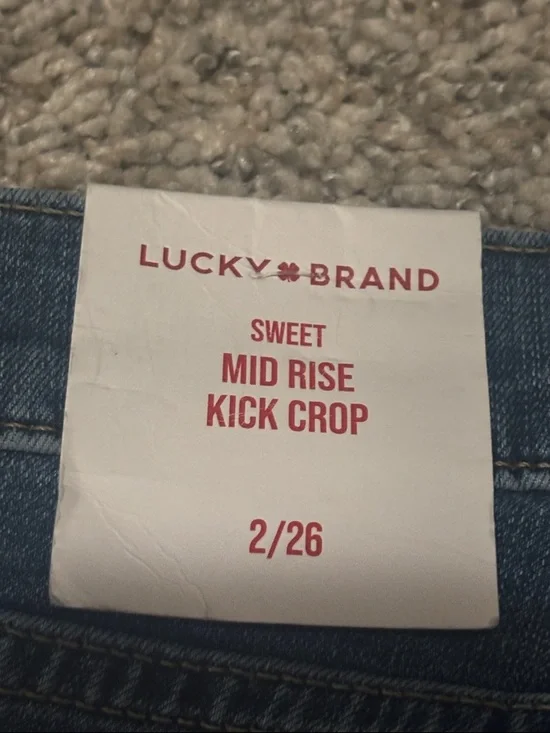 LUCKY BRAND
SWEET
MID RISE
KICK CROP
2/26